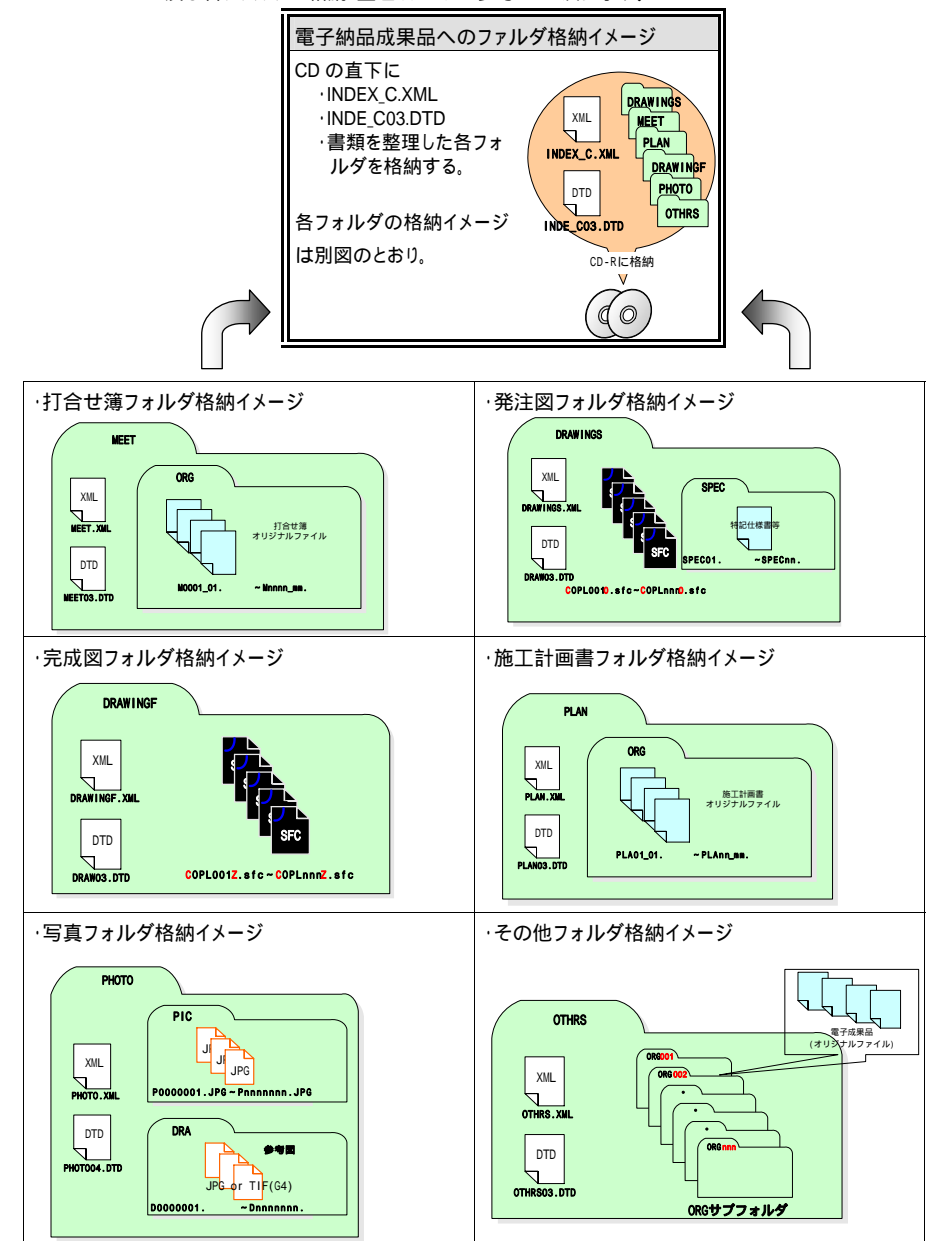 電子納品成果品へのファルダ格納イメージ
CD の直下に
・INDEX_C.XML
・INDE_C03.DTD
・書類を整理した各フォ
ルダを格納する。
各フォルダの格納イメージ
は別図のとおり。
XML
INDEX_C.XML
DTD
INDE_C03.DTD
DRAWINGS
MEET
PLAN
DRAWINGF
PHOTO
OTHRS
CD-Rに格納
・打合せ簿フォルダ格納イメージ
MEET
XML
MEET.XML
DTD
MEET03.DTD
ORG
打合せ簿
オリジナルファイル
M0001_01. ~Mnnnn_mm.
・発注図フォルダ格納イメージ
DRAWINGS
XML
DRAWINGS.XML
DTD
DRAW03.DTD
SFC
SPEC
特記仕様書等
SPEC01. ~SPECnn.
COPL001O.sfc~COPLnnnO.sfc
・完成図フォルダ格納イメージ
DRAWINGF
XML
DRAWINGF.XML
DTD
DRAW03.DTD
SFC
COPL001Z.sfc~COPLnnnZ.sfc
・施工計画書フォルダ格納イメージ
PLAN
XML
PLAN.XML
DTD
PLAN03.DTD
ORG
施工計画書
オリジナルファイル
PLA01_01. ~PLAnn_mm.
・写真フォルダ格納イメージ
PHOTO
XML
PHOTO.XML
DTD
PHOTO04.DTD
PIC
JPG
P0000001.JPG~Pnnnnnnn.JPG
DRA
参考図
JPG or TIF(G4)
D0000001. ~Dnnnnnnn.
・その他フォルダ格納イメージ
OTHRS
XML
OTHRS.XML
DTD
OTHRS03.DTD
電子成果品
(オリジナルファイル)
ORG001
ORG002
ORGnnn
ORGサブフォルダ